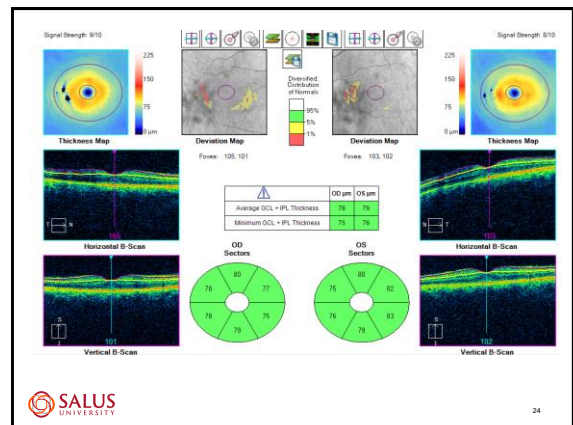 Signal Strength 9/10
Signal Strength 8/10
225
150
75
0 µm
Thickness Map
Deviation Map
Diversified:
Distribution
of Normals
95%
5%
1%
Deviation Map
225
150
75
0 µm
Thickness Map
Fovea: 105, 101
Fovea: 103, 102
OD µm OS µm
Average GCL + IPL Thickness 78 79
Minimum GCL + IPL Thickness 75 76
T N
105
Horizontal B-Scan
N T
103
Horizontal B-Scan
OD
Sectors
80
78 77
78 75
79
OS
Sectors
80
75 82
76 83
79
S
I
101
Vertical B-Scan
S
I
102
Vertical B-Scan
SALUS
UNIVERSITY
24